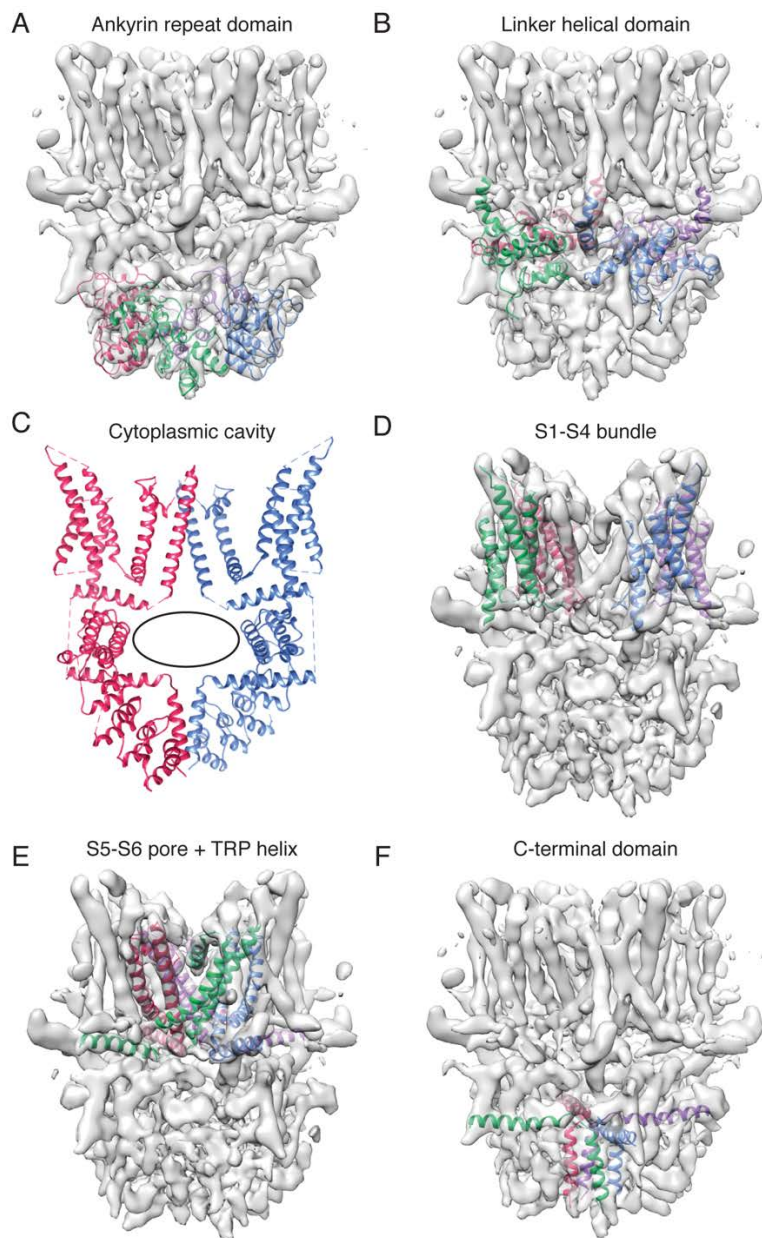 A
Ankyrin repeat domain
B
Linker helical domain
C
Cytoplasmic cavity
D
S1-S4 bundle
E
S5-S6 pore + TRP helix
F
C-terminal domain